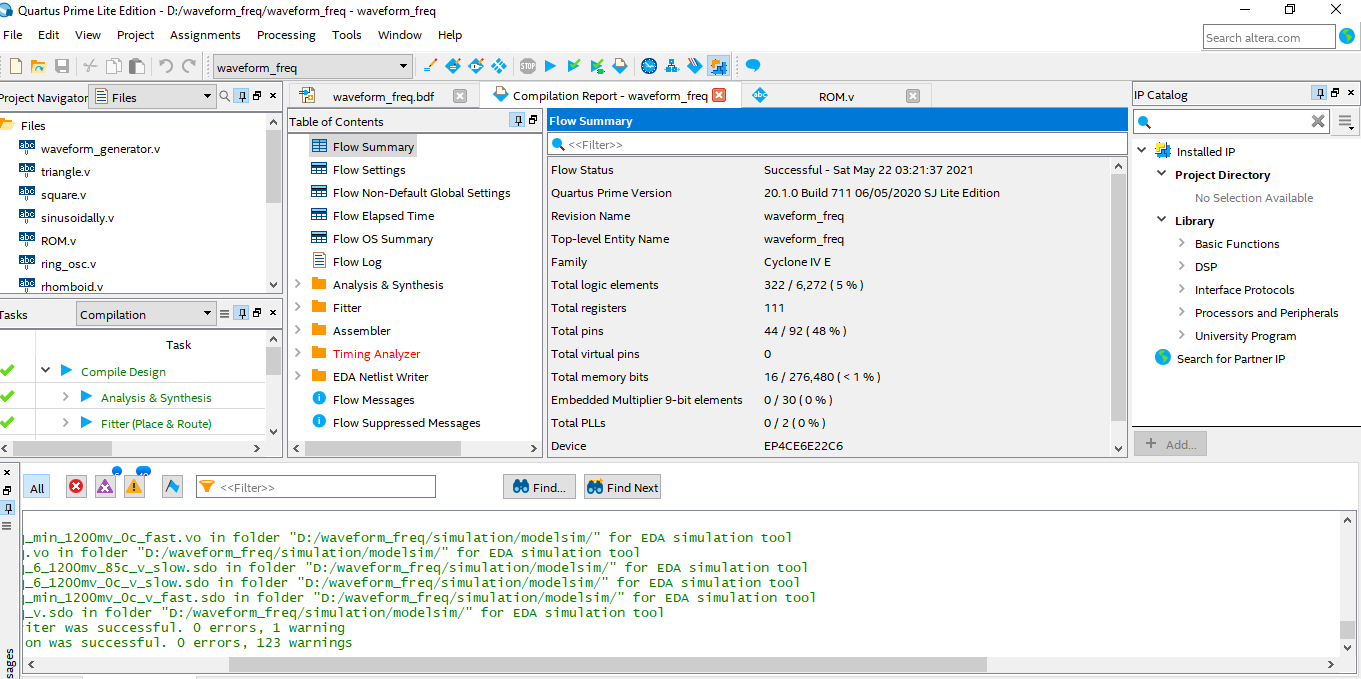 Quartus Prime Lite Edition - D:/waveform_freq/waveform_freq - waveform_freq
File Edit View Project Assignments Processing Tools Window Help
Search altera.com
waveform_freq
STOP
Project Navigator Files
waveform_freq.bdf
Compilation Report - waveform_freq
ROM.v
IP Catalog
Files
waveform_generator.v
triangle.v
square.v
sinusoidally.v
ROM.v
ring_osc.v
rhomboid.v
Tasks Compilation
Task
Compile Design
Analysis & Synthesis
Fitter (Place & Route)
Table of Contents
Flow Summary
Flow Settings
Flow Non-Default Global Settings
Flow Elapsed Time
Flow OS Summary
Flow Log
Analysis & Synthesis
Fitter
Assembler
Timing Analyzer
EDA Netlist Writer
Flow Messages
Flow Suppressed Messages
Flow Summary
<<Filter>>
Flow Status Successful - Sat May 22 03:21:37 2021
Quartus Prime Version 20.1.0 Build 711 06/05/2020 SJ Lite Edition
Revision Name waveform_freq
Top-level Entity Name waveform_freq
Family Cyclone IV E
Total logic elements 322 / 6,272 ( 5 % )
Total registers 111
Total pins 44 / 92 ( 48 % )
Total virtual pins 0
Total memory bits 16 / 276,480 ( < 1 % )
Embedded Multiplier 9-bit elements 0 / 30 ( 0 % )
Total PLLs 0 / 2 ( 0 % )
Device EP4CE6E22C6
Installed IP
Project Directory
No Selection Available
Library
Basic Functions
DSP
Interface Protocols
Processors and Peripherals
University Program
Search for Partner IP
+ Add...
All
<<Filter>>
Find...
Find Next
_min_1200mv_0c_fast.vo in folder "D:/waveform_freq/simulation/modelsim/" for EDA simulation tool
.vo in folder "D:/waveform_freq/simulation/modelsim/" for EDA simulation tool
_6_1200mv_85c_v_slow.sdo in folder "D:/waveform_freq/simulation/modelsim/" for EDA simulation tool
_6_1200mv_0c_v_slow.sdo in folder "D:/waveform_freq/simulation/modelsim/" for EDA simulation tool
_min_1200mv_0c_v_fast.sdo in folder "D:/waveform_freq/simulation/modelsim/" for EDA simulation tool
_v.sdo in folder "D:/waveform_freq/simulation/modelsim/" for EDA simulation tool
iter was successful. 0 errors, 1 warning
on was successful. 0 errors, 123 warnings
sages